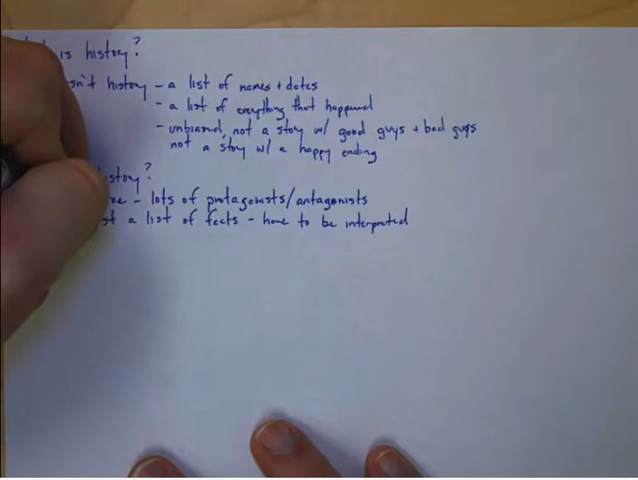 is history?
isn't history - a list of names + dates
- a list of everything that happened
- unbiased, not a story w/ good guys + bad guys
not a story w/ a happy ending
history?
- lots of protagonists/antagonists
a list of facts - have to be interpreted